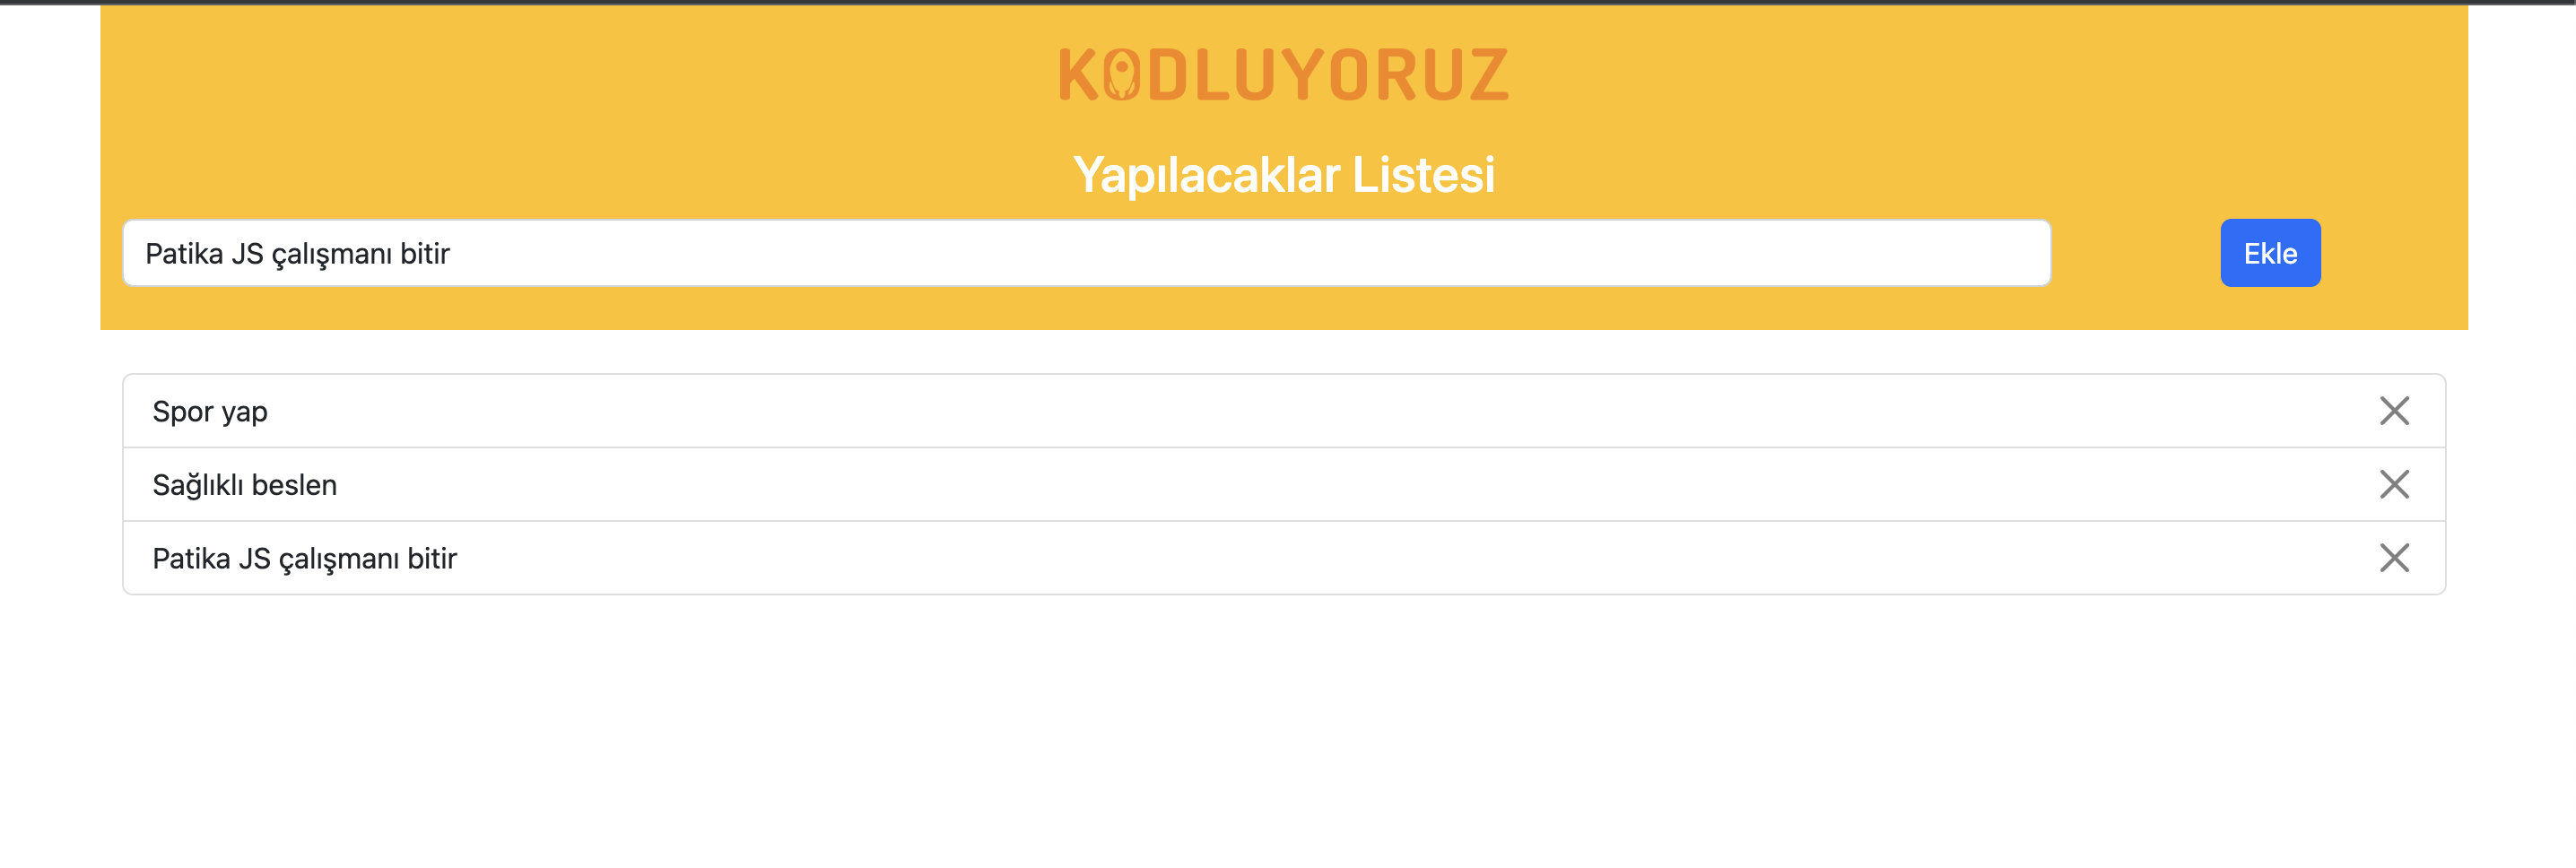 KODLUYORUZ
Yapılacaklar Listesi
Patika JS çalışmanı bitir
Ekle
Spor yap
Sağlıklı beslen
Patika JS çalışmanı bitir